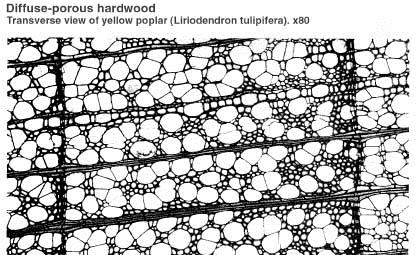 Diffuse-porous hardwood
Transverse view of yellow poplar (Liriodendron tulipifera). x80